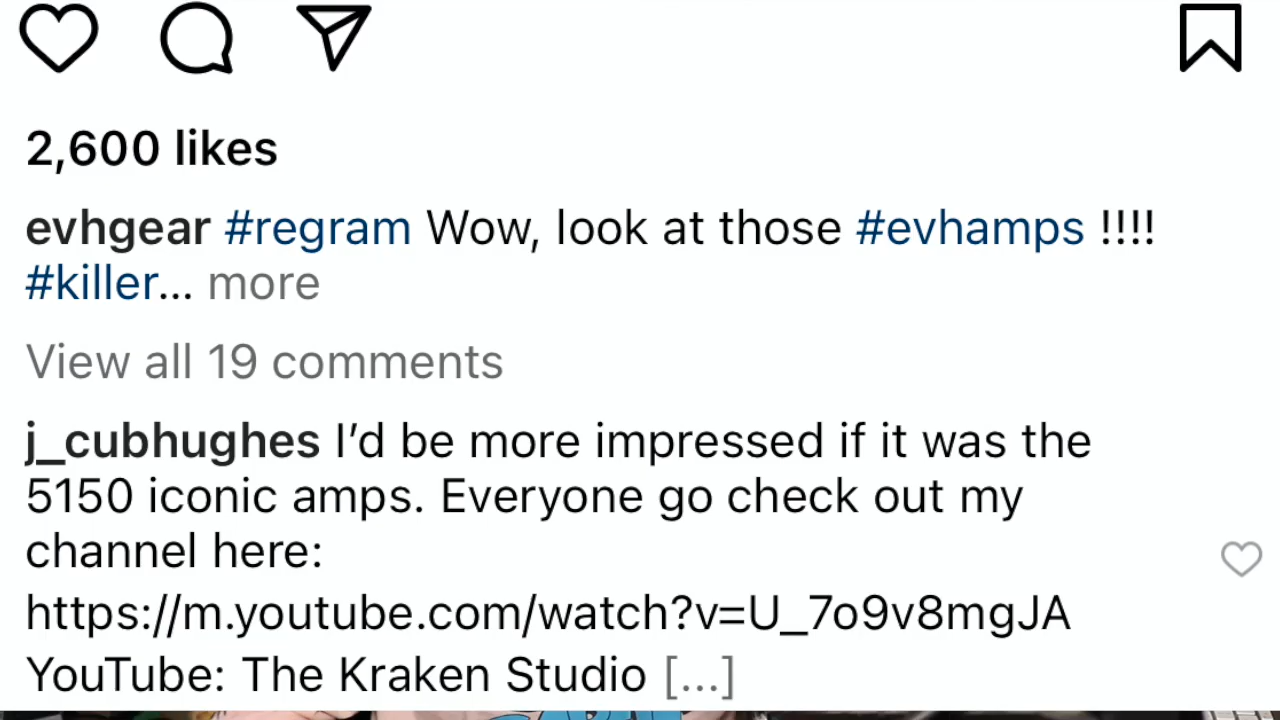 2,600 likes
evhgear #regram Wow, look at those #evhamps !!!!
#killer... more
View all 19 comments
j_cubhughes I’d be more impressed if it was the
5150 iconic amps. Everyone go check out my
channel here:
https://m.youtube.com/watch?v=U_7o9v8mgJA
YouTube: The Kraken Studio [...]